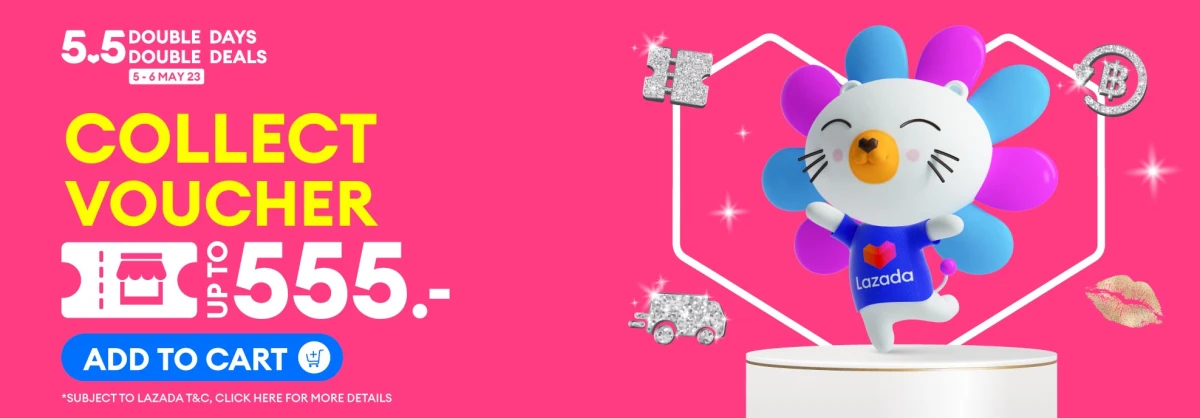 5.5 DOUBLE DAYS
DOUBLE DEALS
5 - 6 MAY 23
COLLECT
VOUCHER
UP TO 555.-
ADD TO CART
*SUBJECT TO LAZADA T&C, CLICK HERE FOR MORE DETAILS
฿
Lazada